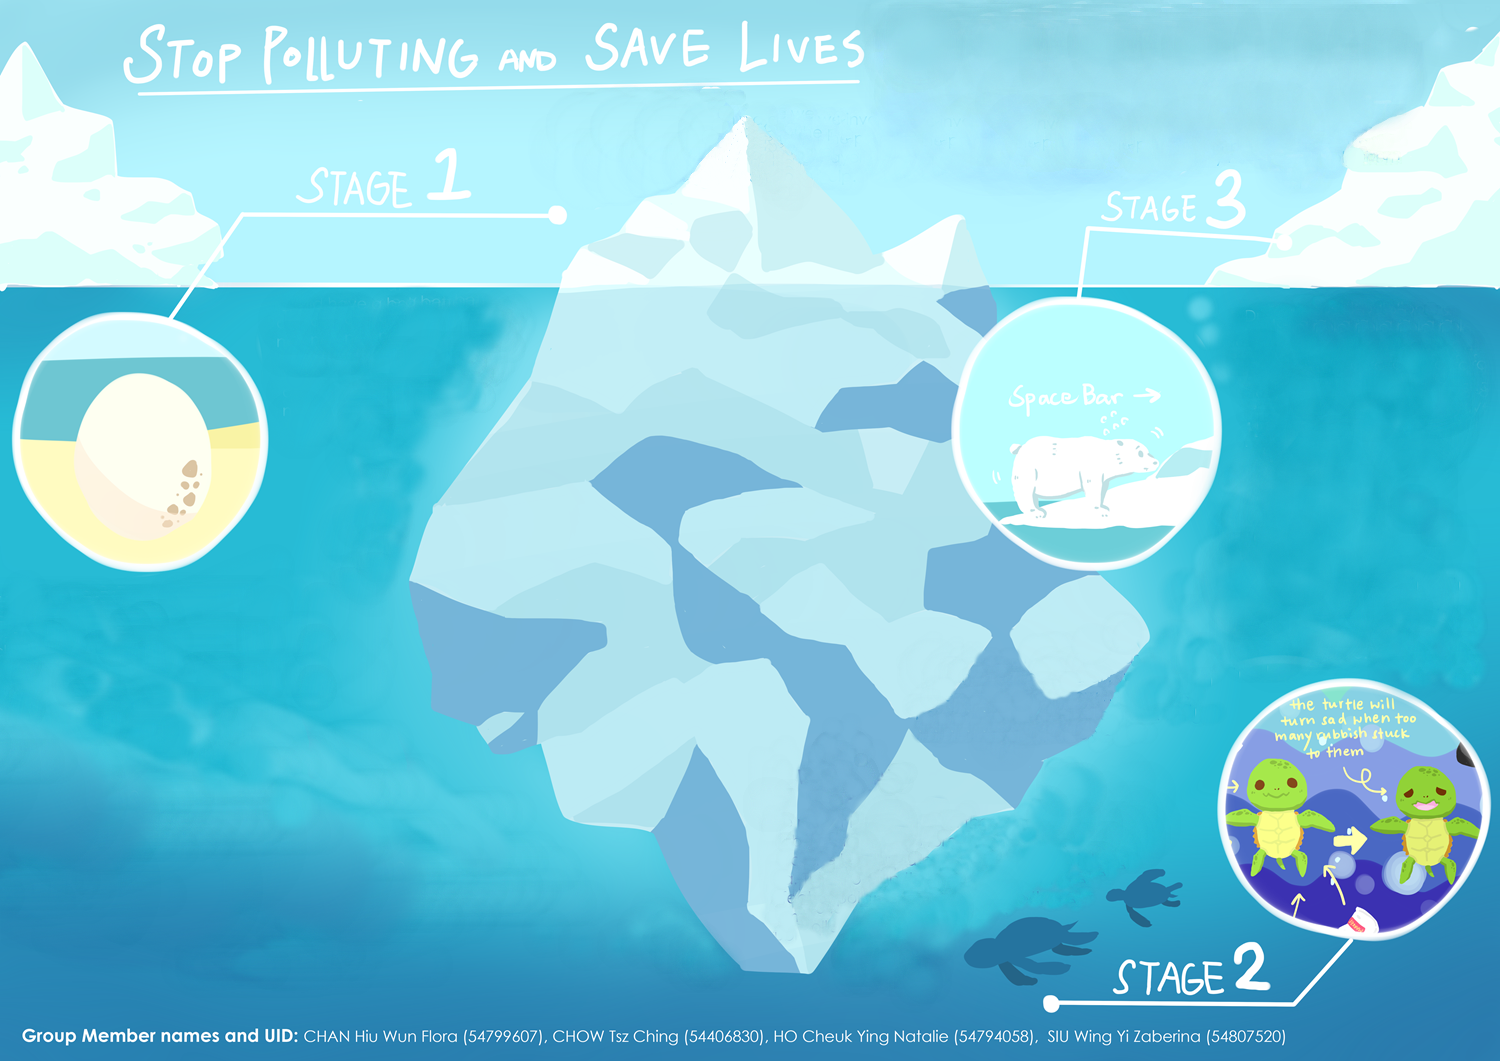 STOP POLLUTING AND SAVE LIVES
STAGE 1
STAGE 3
Space Bar →
the turtle will
turn sad when too
many rubbish stuck
to them
STAGE 2
Group Member names and UID: CHAN Hiu Wun Flora (54799607), CHOW Tsz Ching (54406830), HO Cheuk Ying Natalie (54794058), SIU Wing Yi Zaberina (54807520)